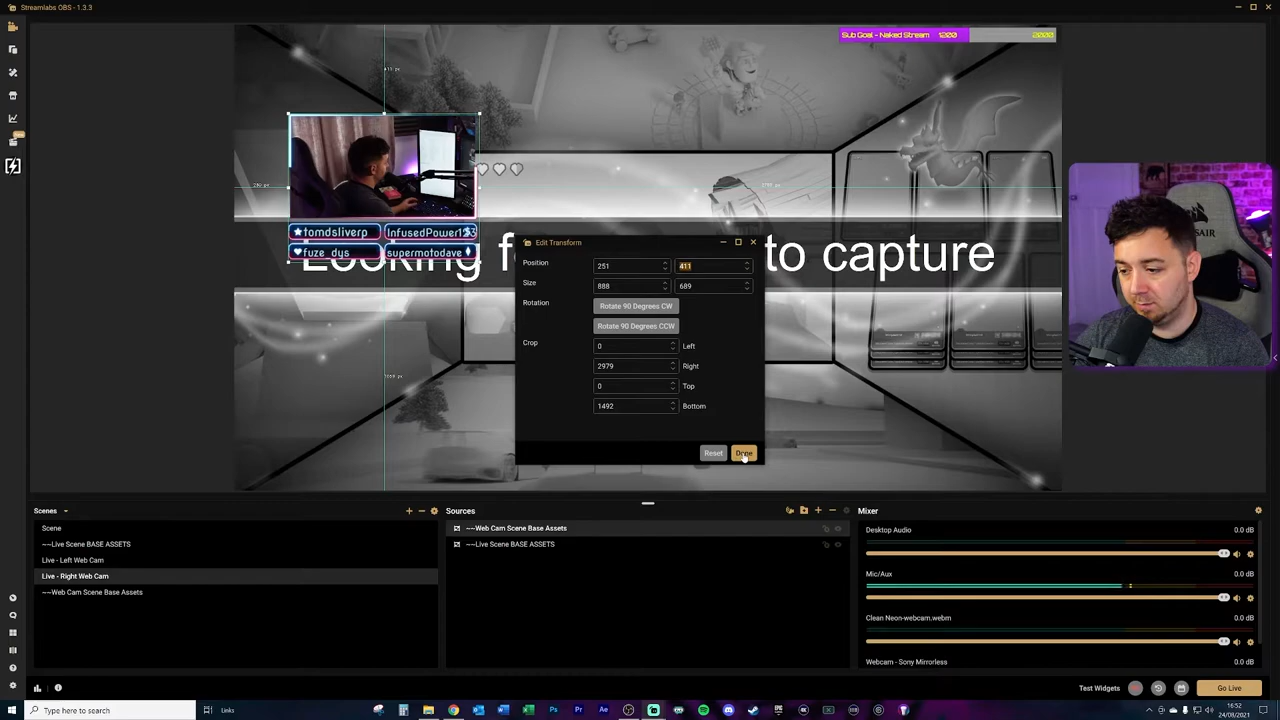 Streamlabs OBS - 1.3.3
Sub Goal - Naked Stream 1200 2000
tomdsliverp
InfusedPower123
fuze_dys
supermotodave
Looking f
to capture
Edit Transform
Position 251 411
Size 888 689
Rotation Rotate 90 Degrees CW
Rotate 90 Degrees CCW
Crop 0 Left
2979 Right
0 Top
1492 Bottom
Reset Done
Scenes
Scene
~~Live Scene BASE ASSETS
Live - Left Web Cam
Live - Right Web Cam
~~Web Cam Scene Base Assets
Sources
~~Web Cam Scene Base Assets
~~Live Scene BASE ASSETS
Mixer
Desktop Audio 0.0 dB
Mic/Aux 0.0 dB
Clean Neon-webcam.webm 0.0 dB
Webcam - Sony Mirrorless 0.0 dB
Test Widgets Go Live
Type here to search
Links
16:52
24/08/2021